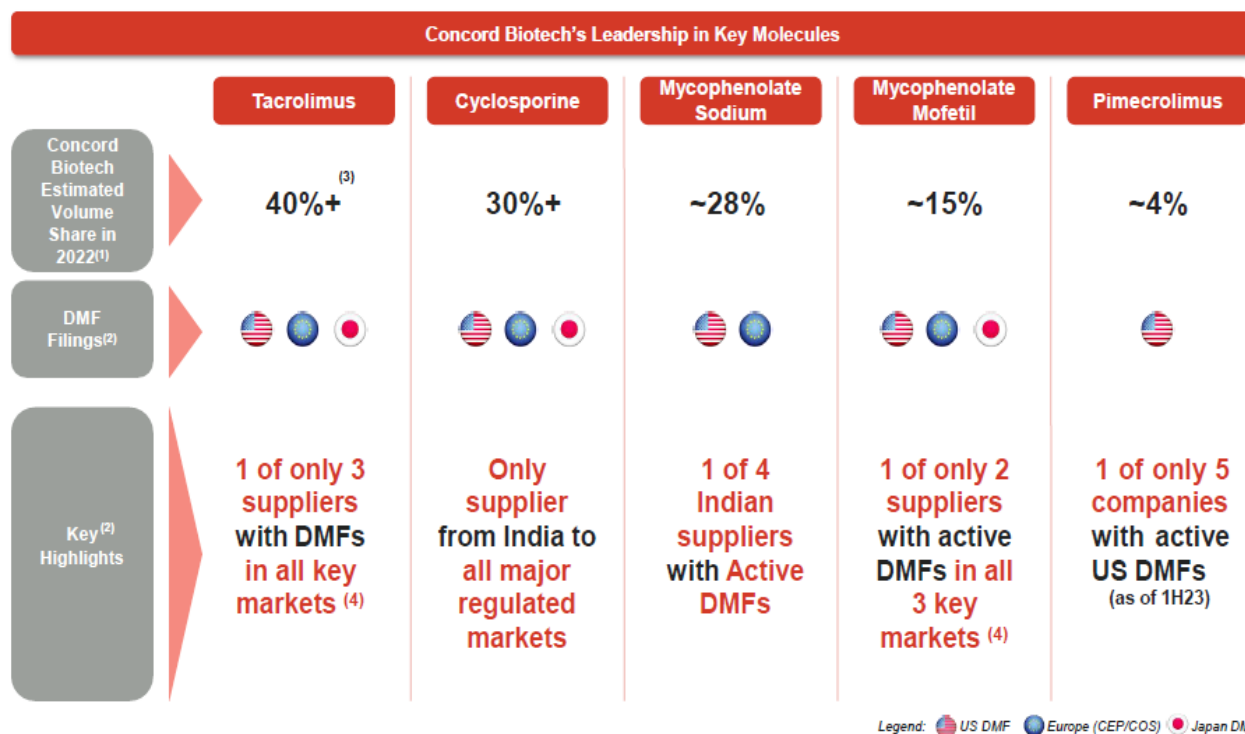 Concord Biotech's Leadership in Key Molecules
Tacrolimus
Cyclosporine
Mycophenolate
Sodium
Mycophenolate
Mofetil
Pimecrolimus
Concord
Biotech
Estimated
Volume
Share in
2022(1)
40%+(3)
30%+
~28%
~15%
~4%
DMF
Filings(2)
Key(2)
Highlights
1 of only 3
suppliers
with DMFs
in all key
markets (4)
Only
supplier
from India to
all major
regulated
markets
1 of 4
Indian
suppliers
with Active
DMFs
1 of only 2
suppliers
with active
DMFs in all
3 key
markets (4)
1 of only 5
companies
with active
US DMFs
(as of 1H23)
Legend: US DMF Europe (CEP/COS) Japan